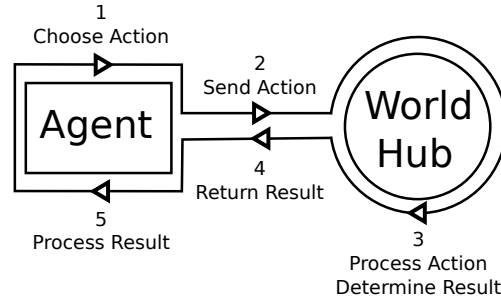 1
Choose Action
Agent
2
Send Action
World
Hub
3
Process Action
Determine Result
4
Return Result
5
Process Result